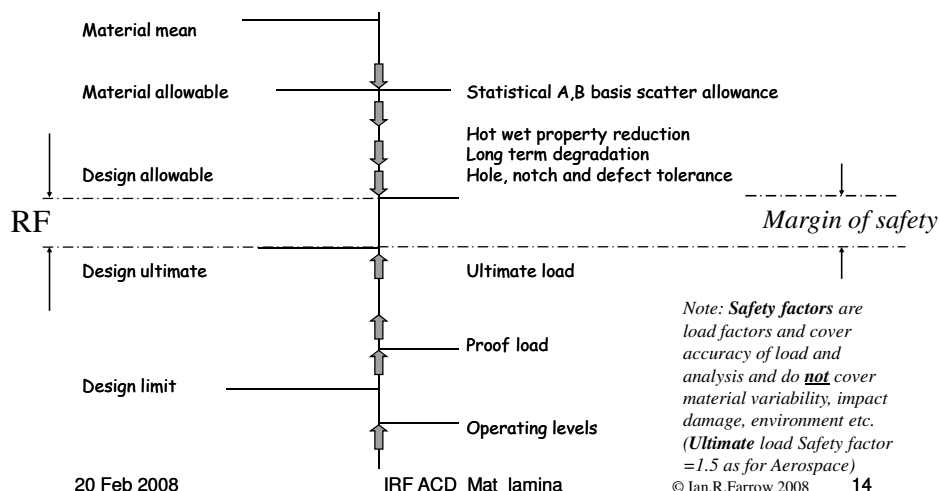 Material mean
Material allowable
Statistical A,B basis scatter allowance
Hot wet property reduction
Long term degradation
Design allowable
Hole, notch and defect tolerance
RF
Margin of safety
Design ultimate
Ultimate load
Proof load
Design limit
Operating levels
Note: Safety factors are
load factors and cover
accuracy of load and
analysis and do not cover
material variability, impact
damage, environment etc.
(Ultimate load Safety factor
=1.5 as for Aerospace)
20 Feb 2008
IRF ACD Mat lamina
© Ian.R.Farrow 2008
14